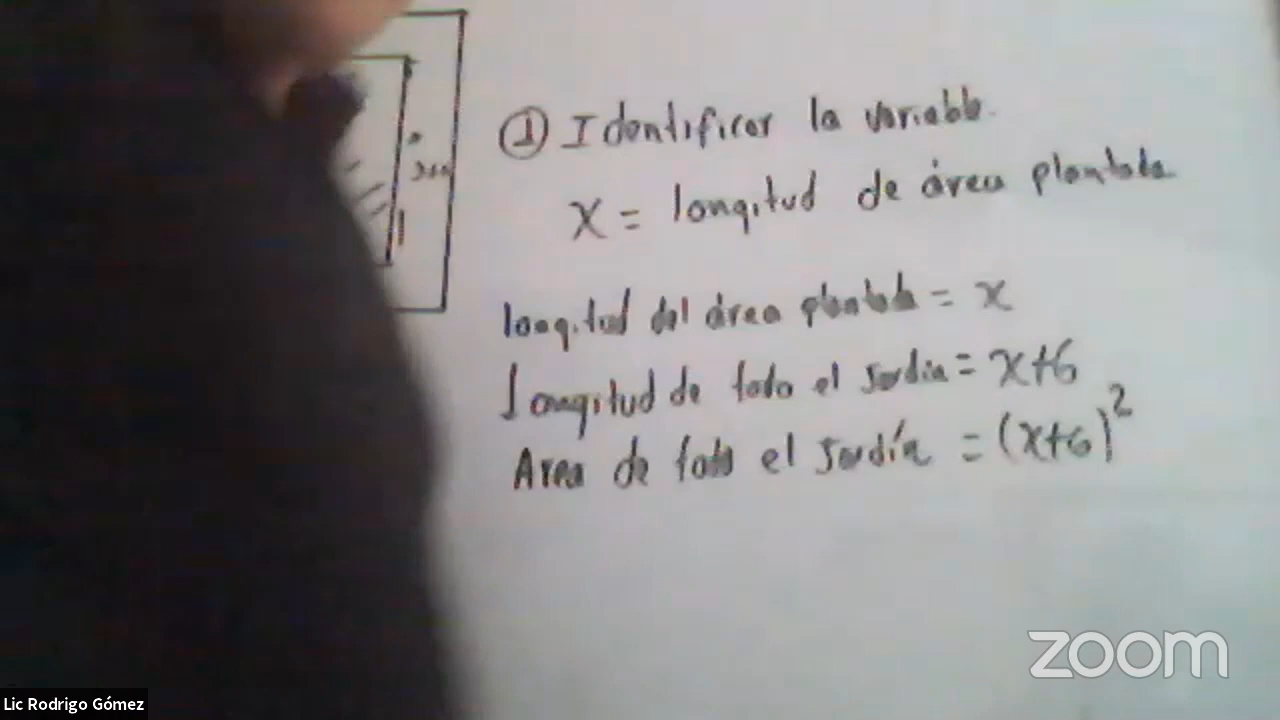 ① Identificar la variable.
X = longitud de área plantada
longitud del área plantada = x
Longitud de todo el jardín = x+6
Area de todo el jardín = (x+6)²
zoom
Lic Rodrigo Gómez